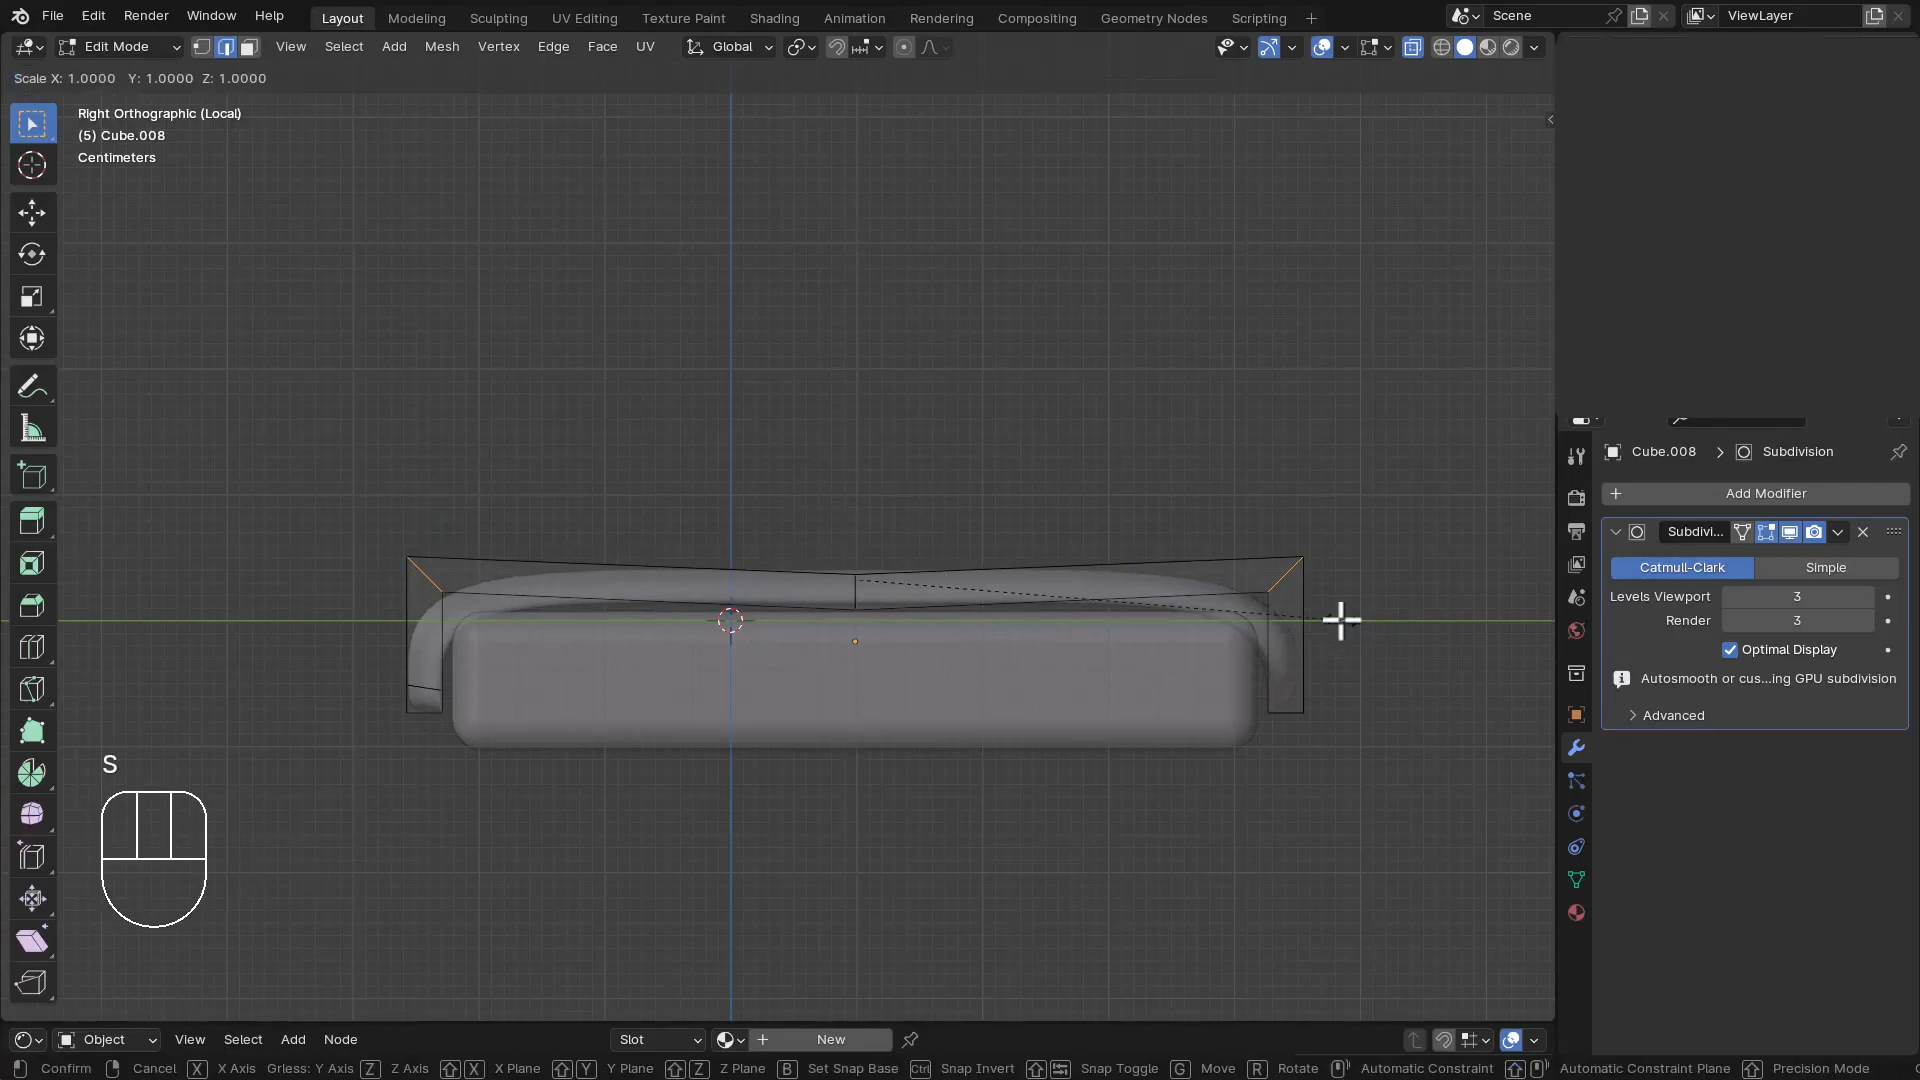 File Edit Render Window Help Layout Modeling Sculpting UV Editing Texture Paint Shading Animation Rendering Compositing Geometry Nodes Scripting + Scene ViewLayer
Edit Mode View Select Add Mesh Vertex Edge Face UV Global
Scale X: 1.0000 Y: 1.0000 Z: 1.0000
Right Orthographic (Local)
(5) Cube.008
Centimeters
Cube.008 > Subdivision
+ Add Modifier
Subdivi...
Catmull-Clark Simple
Levels Viewport 3
Render 3
Optimal Display
Autosmooth or cus...ing GPU subdivision
Advanced
S
Object View Select Add Node Slot + New
Confirm Cancel X X Axis Grless: Y Axis Z Z Axis X X Plane Y Y Plane Z Z Plane B Set Snap Base Ctrl Snap Invert Snap Toggle G Move R Rotate Automatic Constraint Automatic Constraint Plane Precision Mode